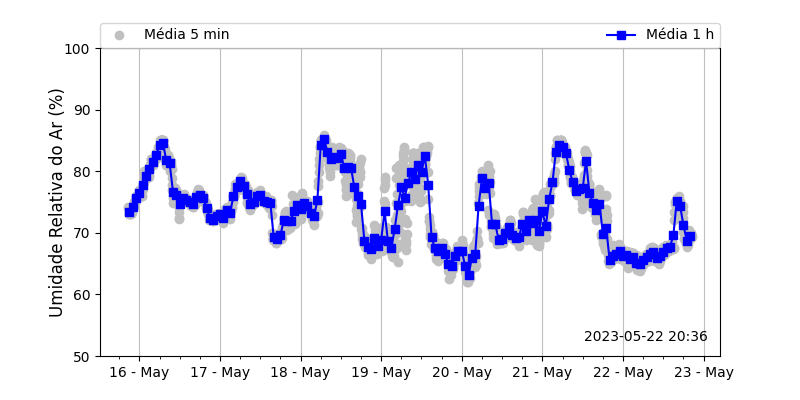 Média 5 min Média 1 h
Umidade Relativa do Ar (%)
100
90
80
70
60
50
2023-05-22 20:36
16 - May 17 - May 18 - May 19 - May 20 - May 21 - May 22 - May 23 - May